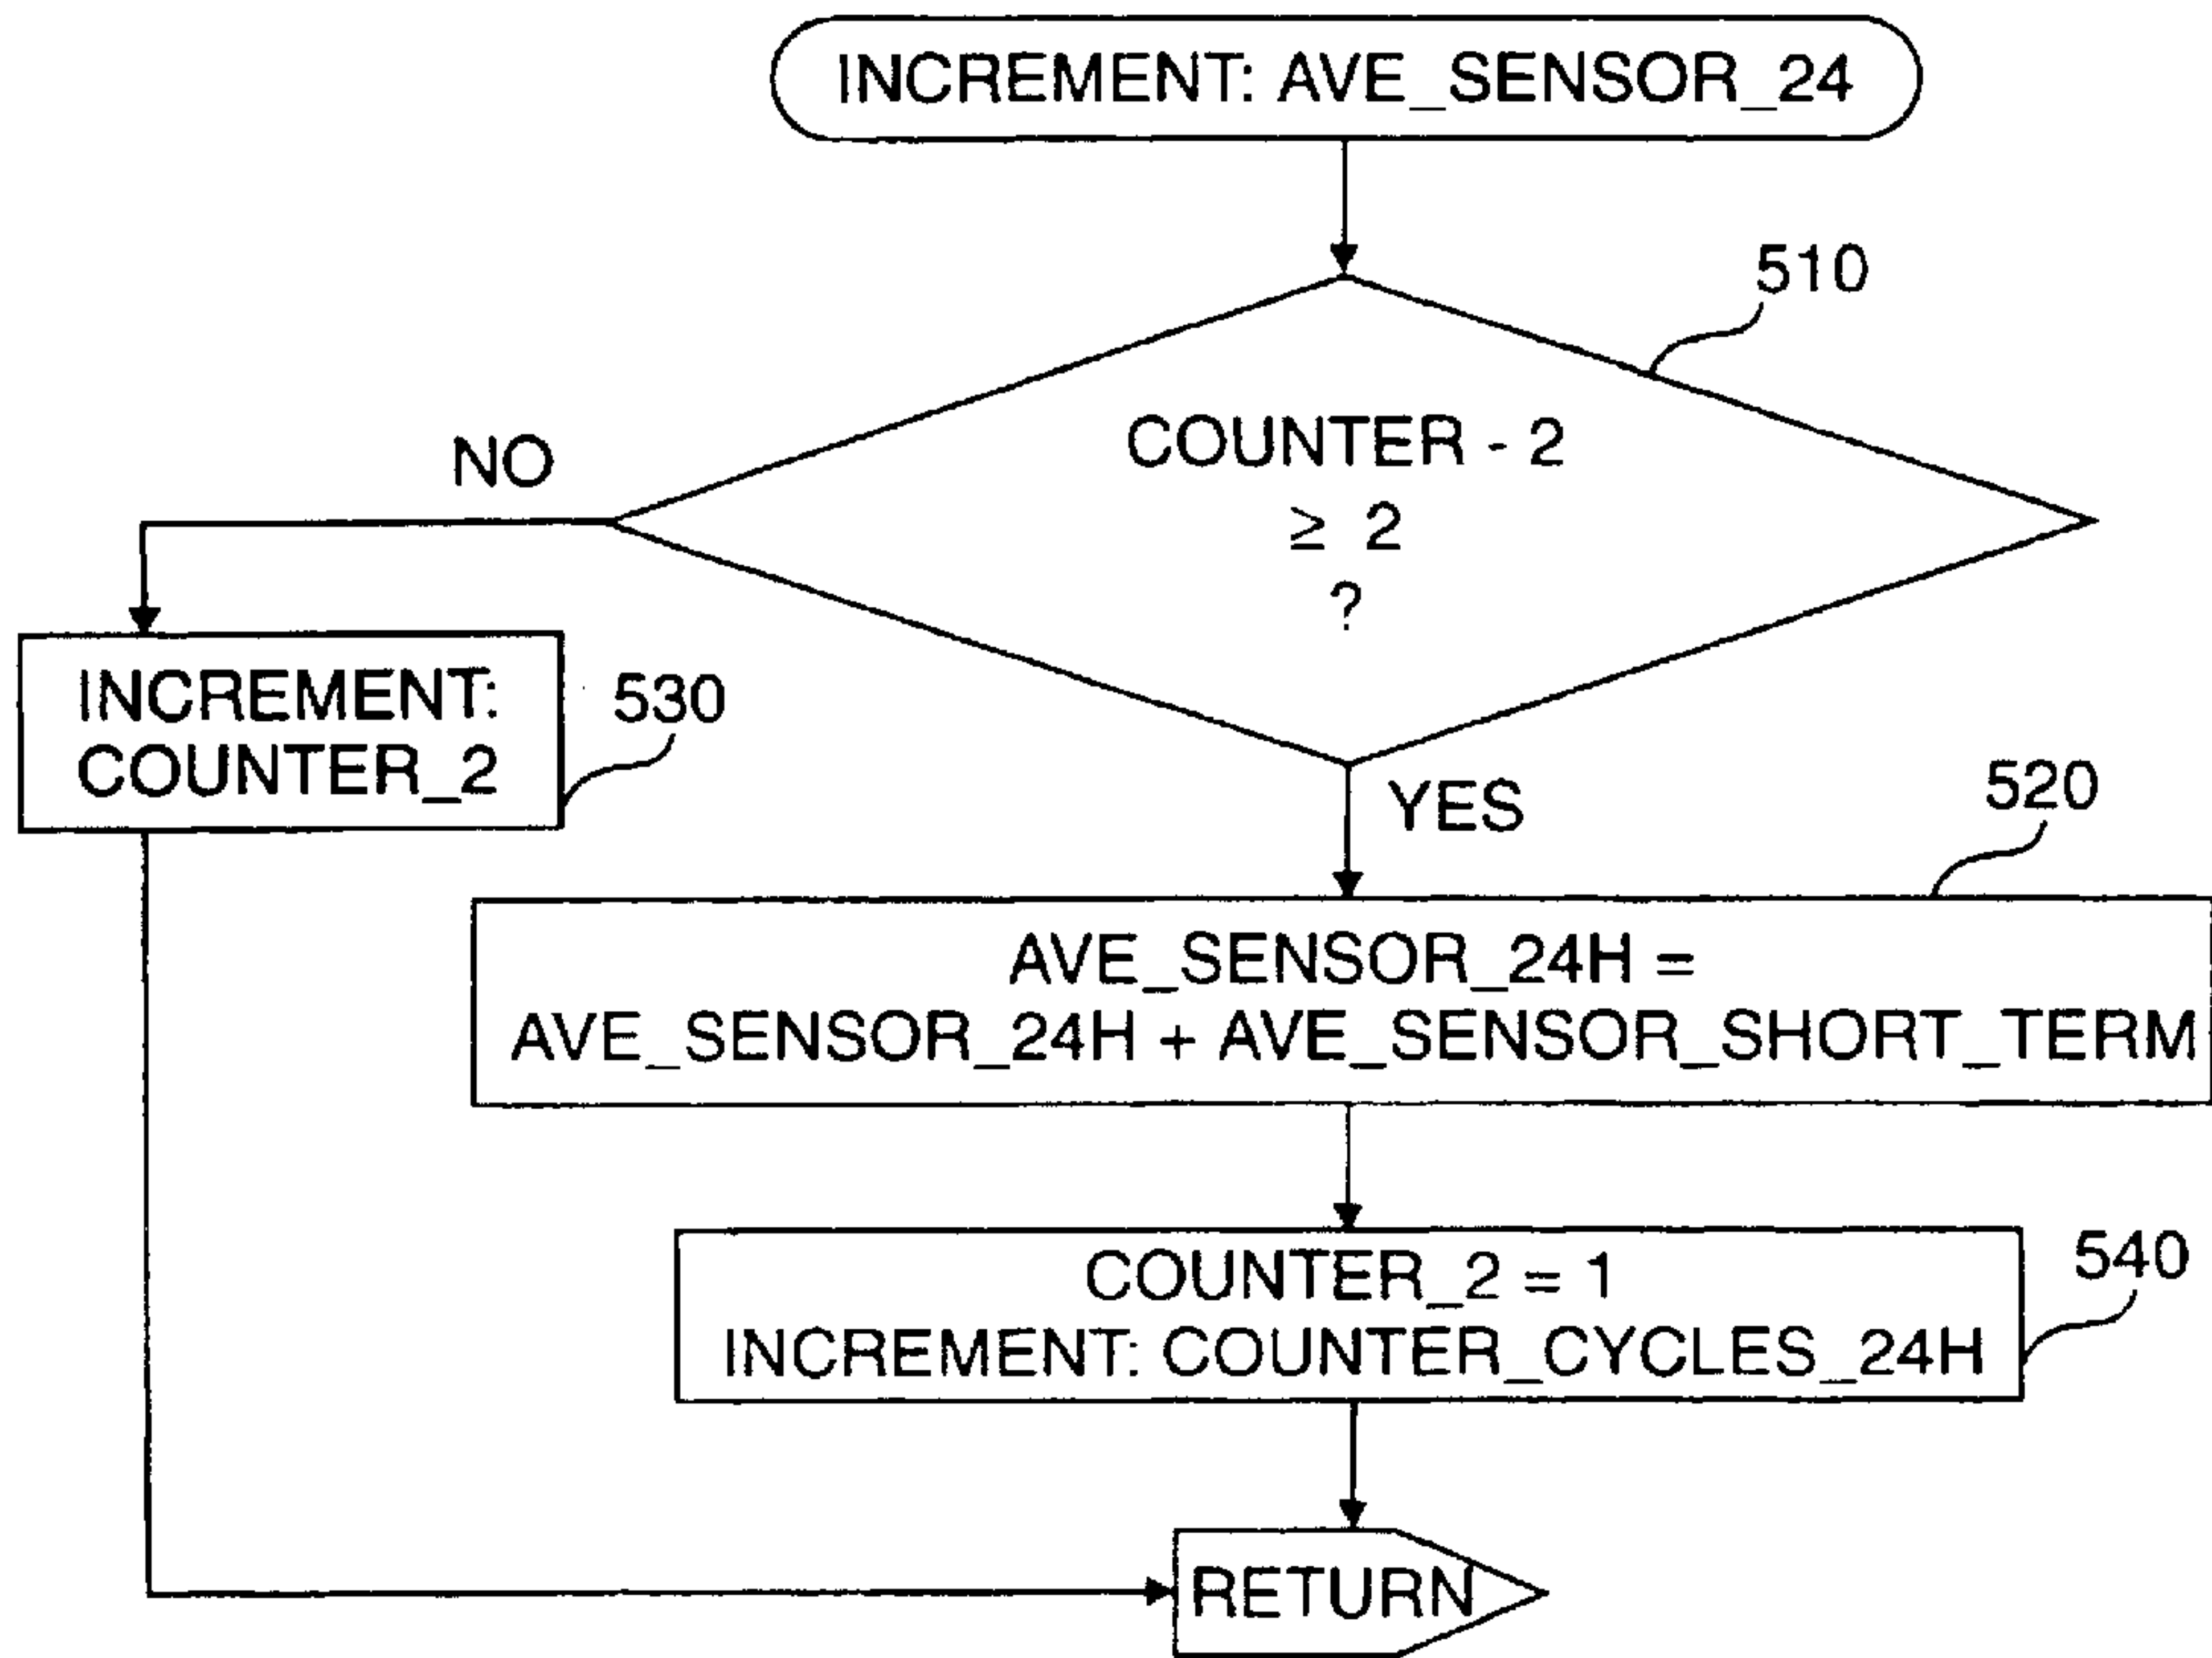 INCREMENT: AVE_SENSOR_24
510
COUNTER - 2
≥ 2
?
NO
INCREMENT:
COUNTER_2
530
YES
520
AVE_SENSOR_24H =
AVE_SENSOR_24H + AVE_SENSOR_SHORT_TERM
COUNTER_2 = 1
INCREMENT: COUNTER_CYCLES_24H
540
RETURN